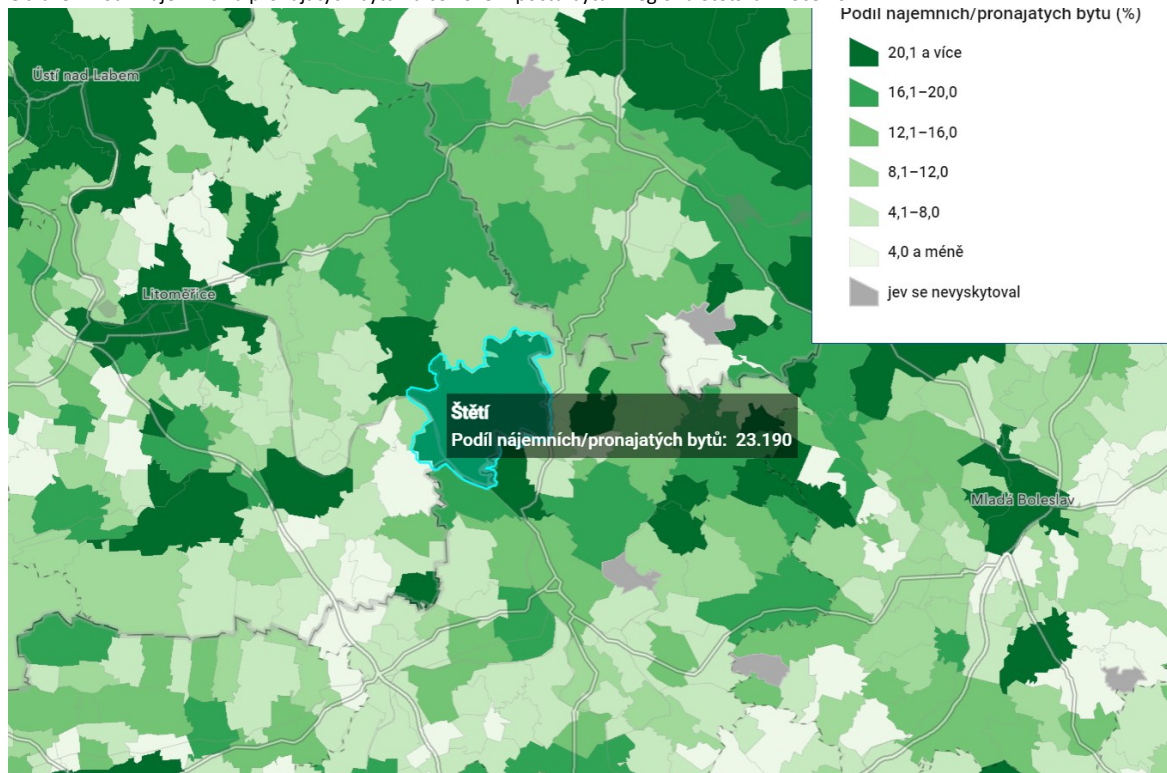 Podíl nájemních/pronajatých bytů (%)
20,1 a více
16,1–20,0
12,1–16,0
8,1–12,0
4,1–8,0
4,0 a méně
jev se nevyskytoval
Ústí nad Labem
Litoměřice
Štětí
Podíl nájemních/pronajatých bytů: 23.190
Mladá Boleslav